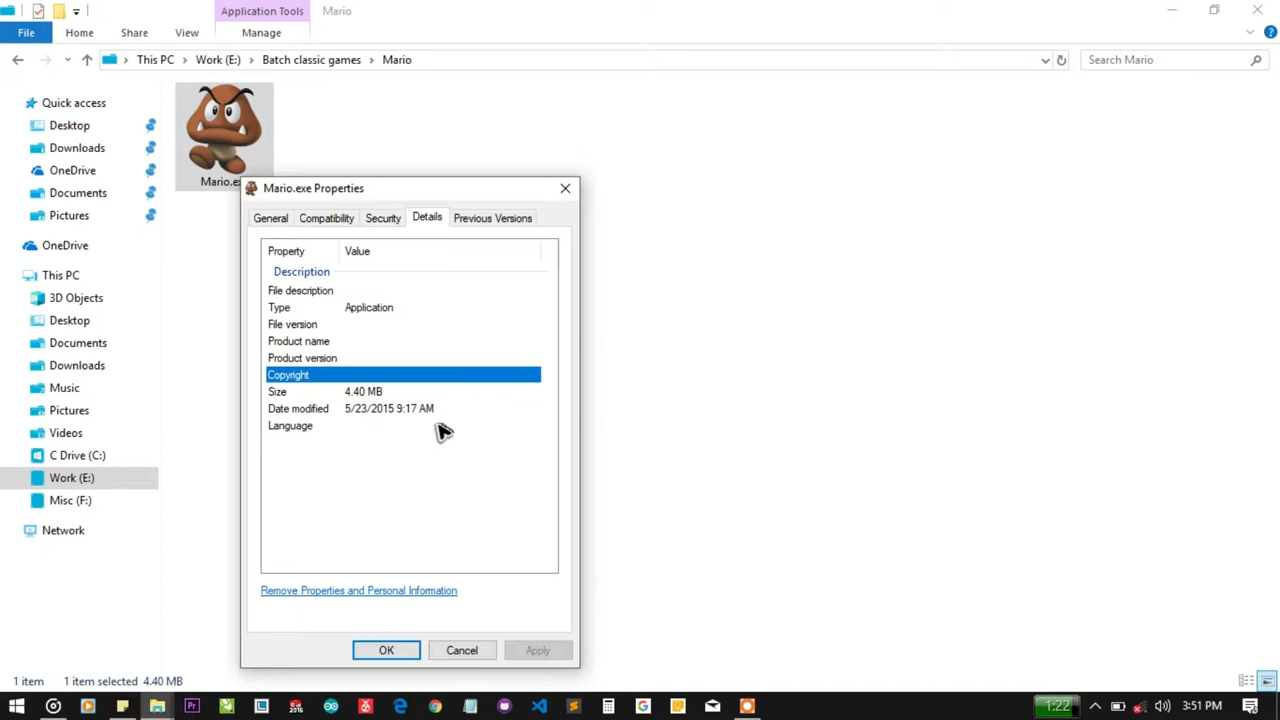 Application Tools
Mario
File
Home
Share
View
Manage
This PC
Work (E:)
Batch classic games
Mario
Search Mario
Quick access
Desktop
Downloads
OneDrive
Documents
Pictures
OneDrive
This PC
3D Objects
Desktop
Documents
Downloads
Music
Pictures
Videos
C Drive (C:)
Work (E:)
Misc (F:)
Network
Mario.exe Properties
General
Compatibility
Security
Details
Previous Versions
Property Value
Description
File description
Type Application
File version
Product name
Product version
Copyright
Size 4.40 MB
Date modified 5/23/2015 9:17 AM
Language
Remove Properties and Personal Information
OK
Cancel
Apply
1 item
1 item selected 4.40 MB
Pr
2016
1:22
3:51 PM